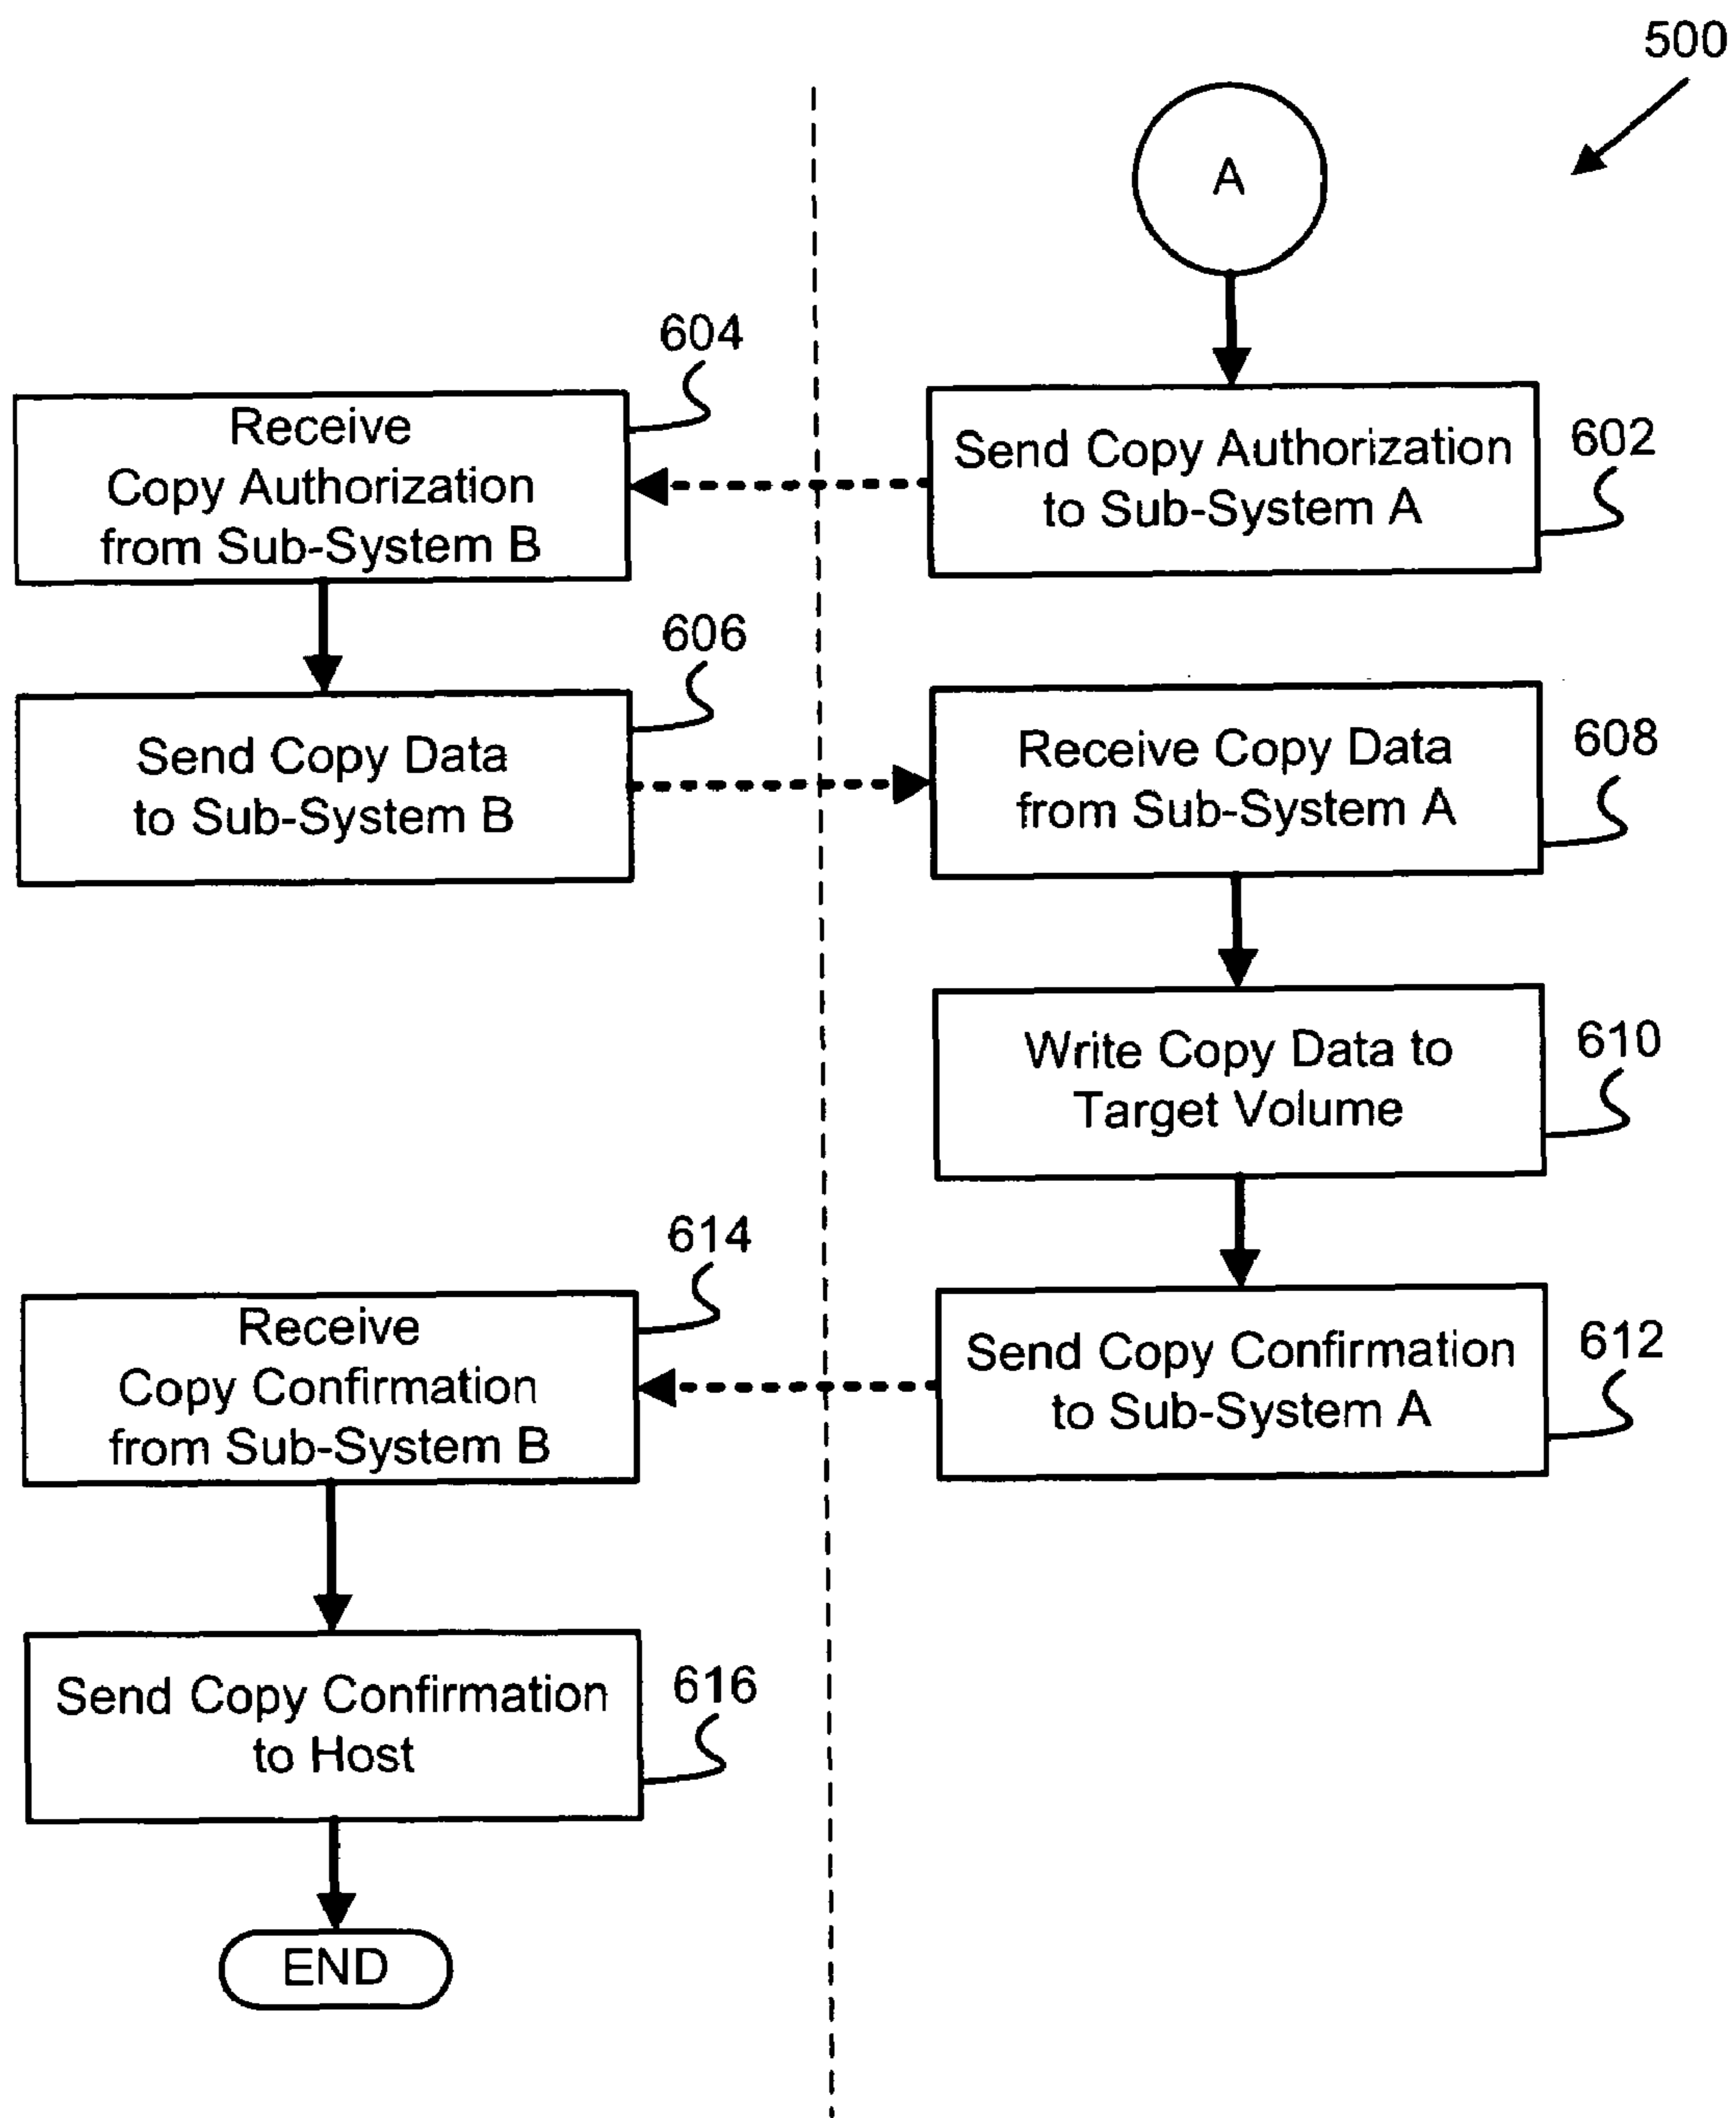 500
A
604
Receive
Copy Authorization
from Sub-System B
Send Copy Authorization
to Sub-System A
602
606
Send Copy Data
to Sub-System B
Receive Copy Data
from Sub-System A
608
Write Copy Data to
Target Volume
610
614
Receive
Copy Confirmation
from Sub-System B
Send Copy Confirmation
to Sub-System A
612
Send Copy Confirmation
to Host
616
END